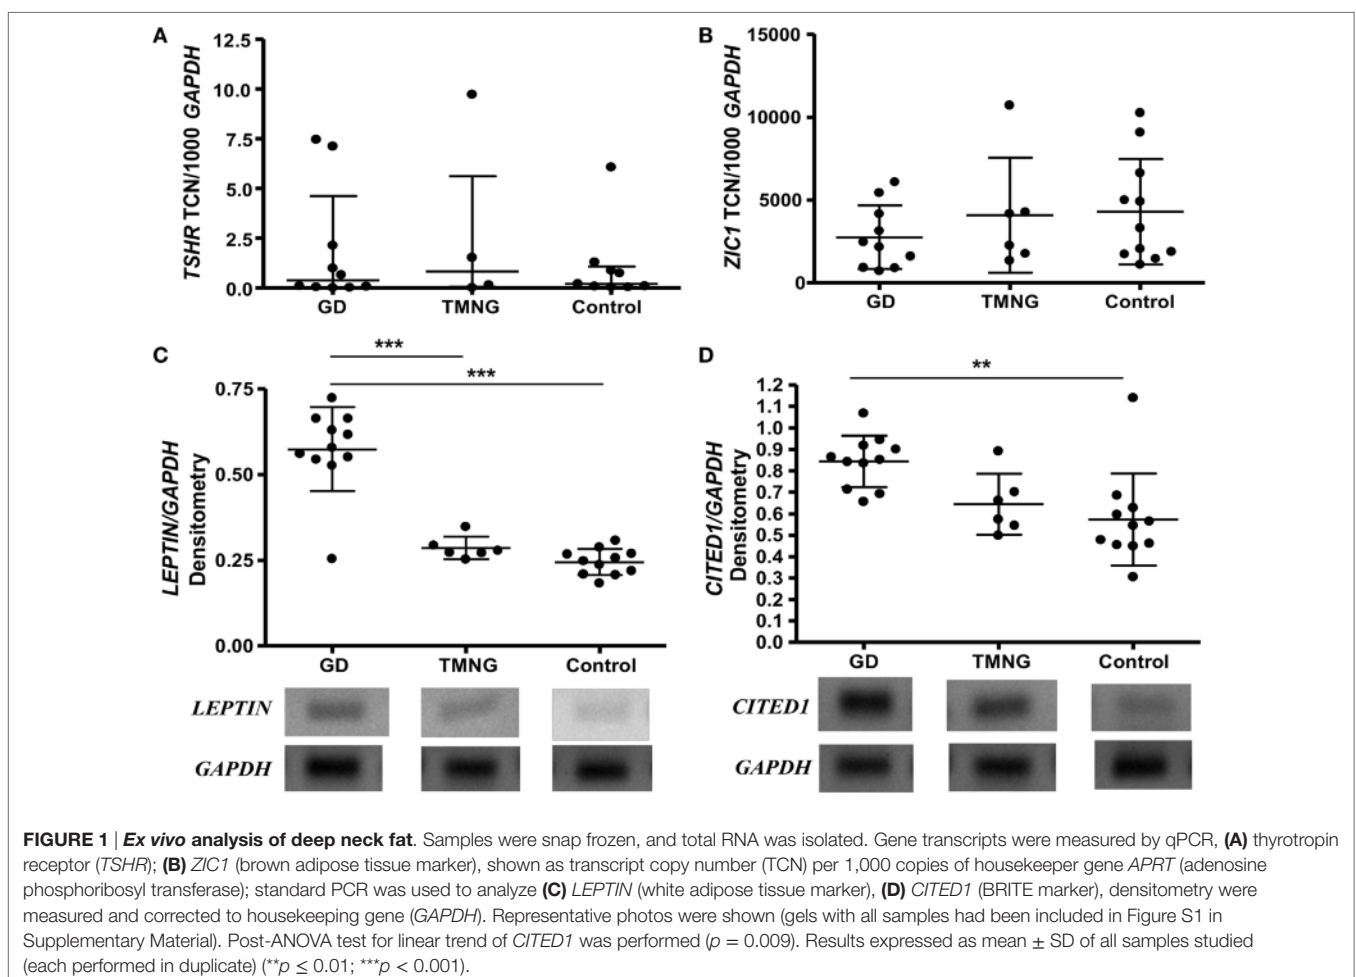 A
TSHR TCN/1000 GAPDH
12.5
10.0
7.5
5.0
2.5
0.0
GD TMNG Control
B
ZIC1 TCN/1000 GAPDH
15000
10000
5000
0
GD TMNG Control
C
***
***
LEPTIN/GAPDH
Densitometry
0.75
0.50
0.25
0.00
GD TMNG Control
LEPTIN
GAPDH
D
**
CITED1/GAPDH
Densitometry
1.2
1.1
1.0
0.9
0.8
0.7
0.6
0.5
0.4
0.3
0.2
0.1
0.0
GD TMNG Control
CITED1
GAPDH
FIGURE 1 | Ex vivo analysis of deep neck fat. Samples were snap frozen, and total RNA was isolated. Gene transcripts were measured by qPCR, (A) thyrotropin
receptor (TSHR); (B) ZIC1 (brown adipose tissue marker), shown as transcript copy number (TCN) per 1,000 copies of housekeeper gene APRT (adenosine
phosphoribosyl transferase); standard PCR was used to analyze (C) LEPTIN (white adipose tissue marker), (D) CITED1 (BRITE marker), densitometry were
measured and corrected to housekeeping gene (GAPDH). Representative photos were shown (gels with all samples had been included in Figure S1 in
Supplementary Material). Post-ANOVA test for linear trend of CITED1 was performed (p = 0.009). Results expressed as mean ± SD of all samples studied
(each performed in duplicate) (**p ≤ 0.01; ***p < 0.001).